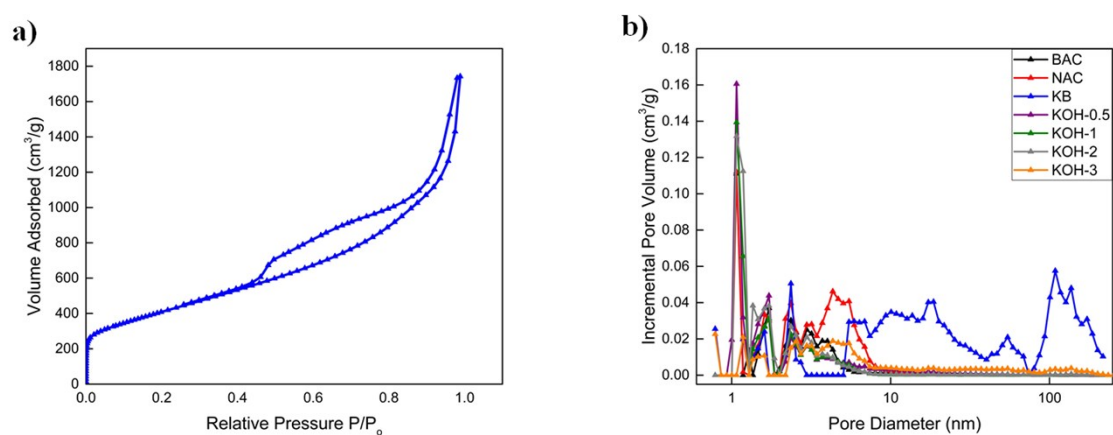 a)
Volume Adsorbed (cm³/g)
1800
1600
1400
1200
1000
800
600
400
200
0
0.0 0.2 0.4 0.6 0.8 1.0
Relative Pressure P/P₀
b)
Incremental Pore Volume (cm³/g)
0.18
0.16
0.14
0.12
0.10
0.08
0.06
0.04
0.02
0.00
1 10 100
Pore Diameter (nm)
BAC
NAC
KB
KOH-0.5
KOH-1
KOH-2
KOH-3